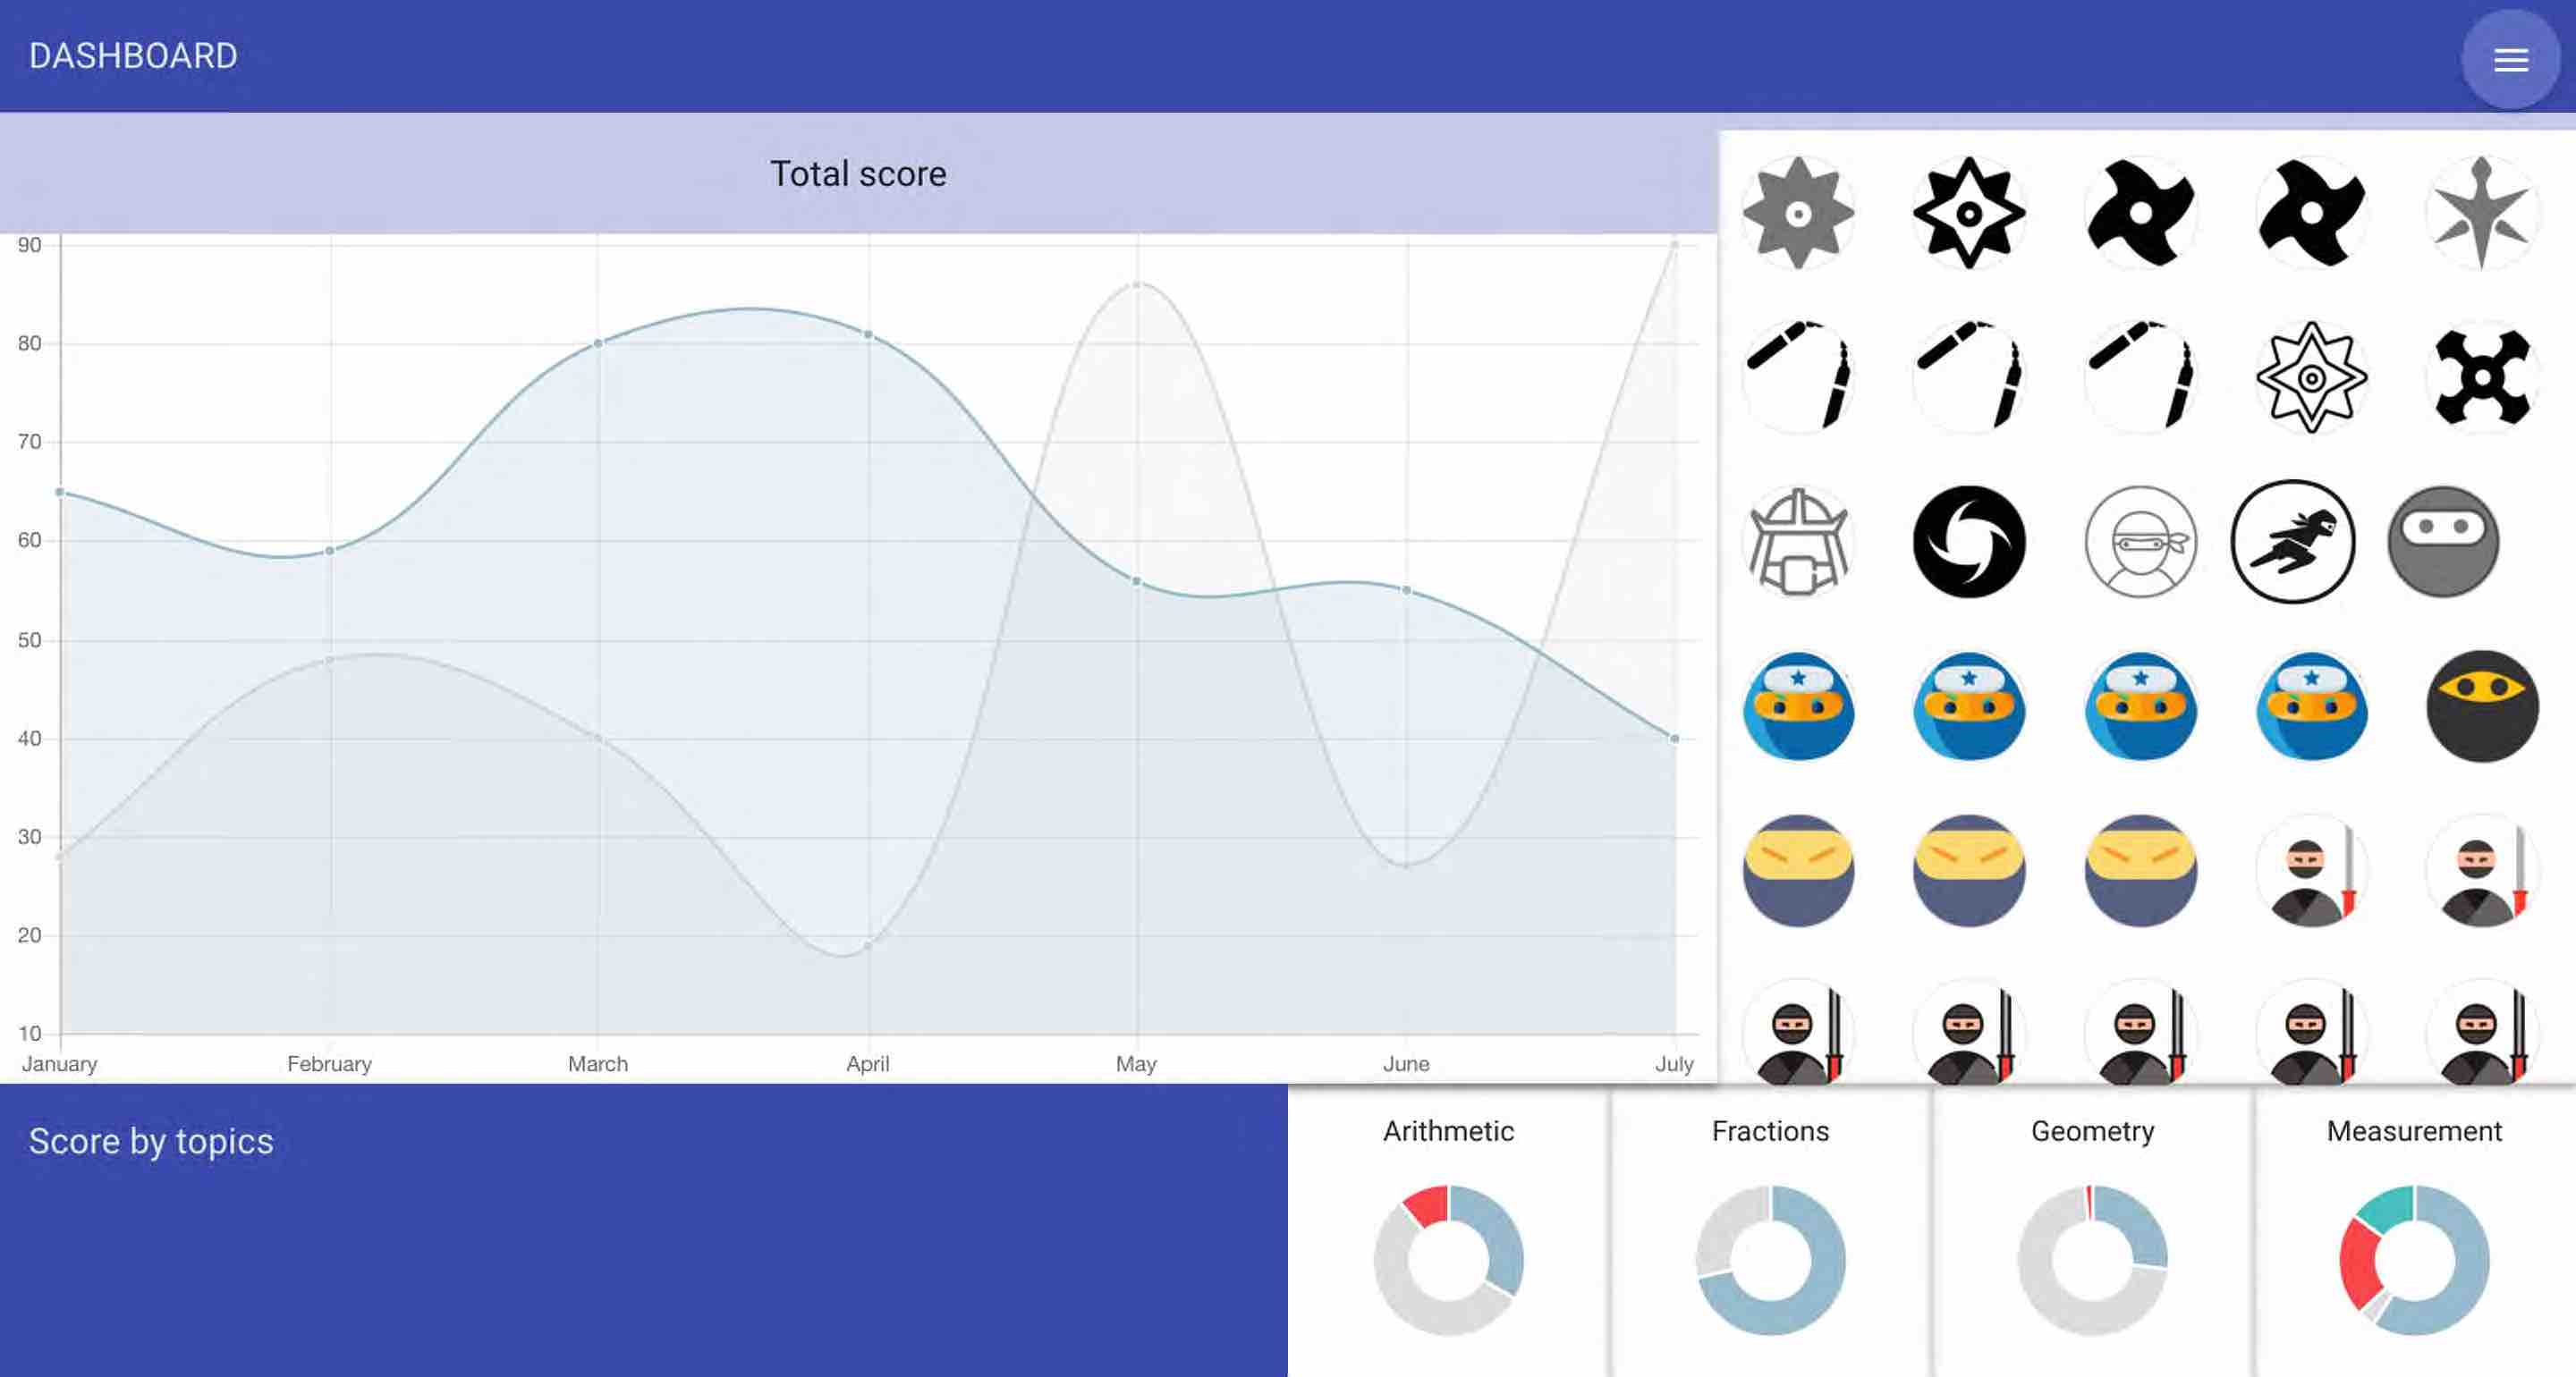 DASHBOARD
Total score
90
80
70
60
50
40
30
20
10
January February March April May June July
Score by topics
Arithmetic
Fractions
Geometry
Measurement